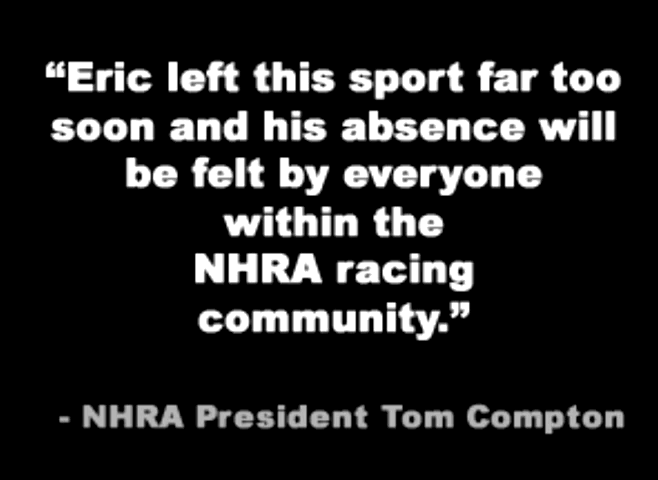 “Eric left this sport far too
soon and his absence will
be felt by everyone
within the
NHRA racing
community.”
- NHRA President Tom Compton